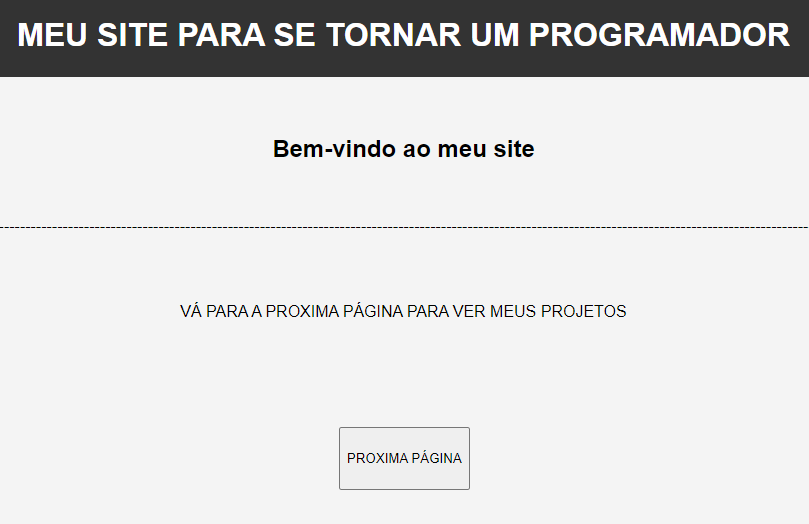 MEU SITE PARA SE TORNAR UM PROGRAMADOR
Bem-vindo ao meu site
VÁ PARA A PROXIMA PÁGINA PARA VER MEUS PROJETOS
PROXIMA PÁGINA